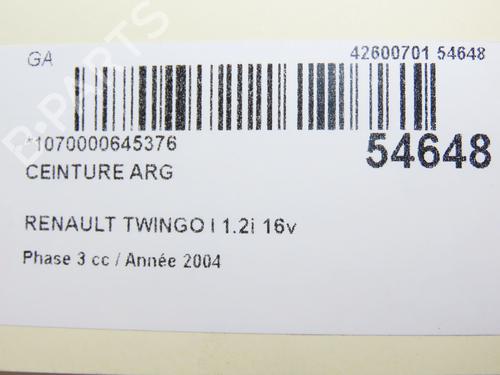 GA
42600701 54648
*1070000645376
54648
CEINTURE ARG
RENAULT TWINGO I 1.2i 16v
Phase 3 cc / Année 2004
B-PARTS